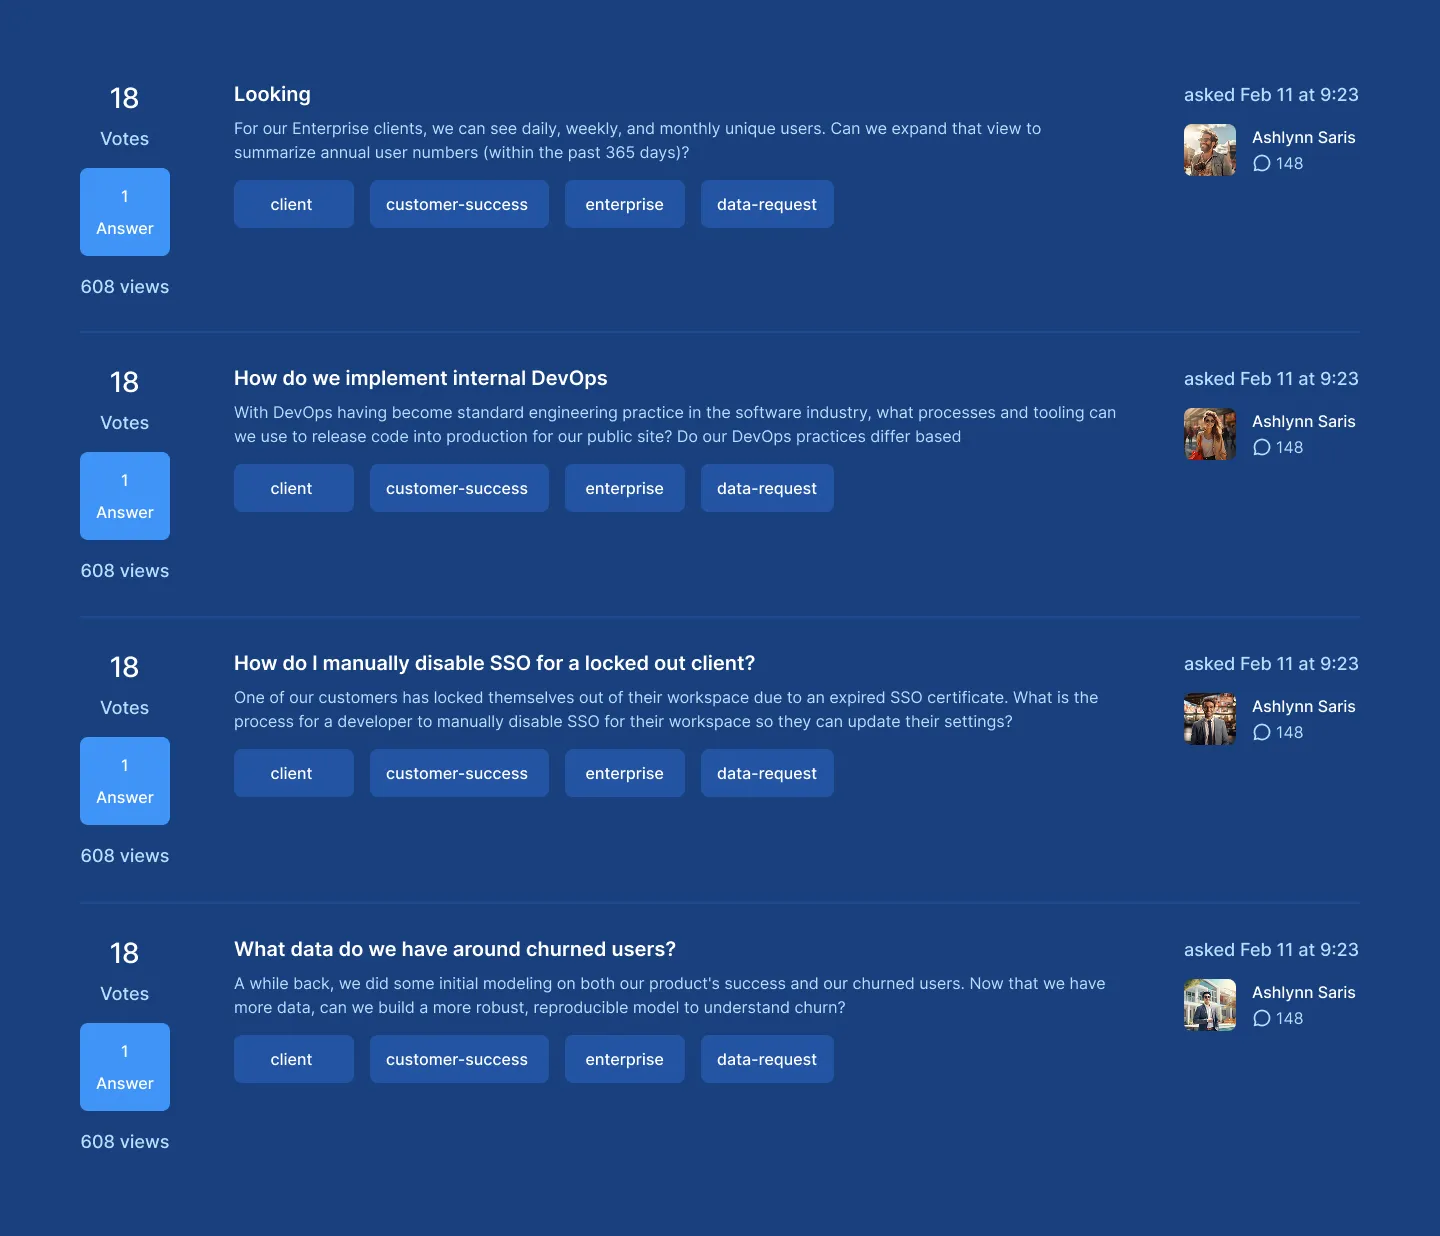 18
Votes
1
Answer
608 views
Looking
For our Enterprise clients, we can see daily, weekly, and monthly unique users. Can we expand that view to
summarize annual user numbers (within the past 365 days)?
client
customer-success
enterprise
data-request
asked Feb 11 at 9:23
Ashlynn Saris
148
18
Votes
1
Answer
608 views
How do we implement internal DevOps
With DevOps having become standard engineering practice in the software industry, what processes and tooling can
we use to release code into production for our public site? Do our DevOps practices differ based
client
customer-success
enterprise
data-request
asked Feb 11 at 9:23
Ashlynn Saris
148
18
Votes
1
Answer
608 views
How do I manually disable SSO for a locked out client?
One of our customers has locked themselves out of their workspace due to an expired SSO certificate. What is the
process for a developer to manually disable SSO for their workspace so they can update their settings?
client
customer-success
enterprise
data-request
asked Feb 11 at 9:23
Ashlynn Saris
148
18
Votes
1
Answer
608 views
What data do we have around churned users?
A while back, we did some initial modeling on both our product's success and our churned users. Now that we have
more data, can we build a more robust, reproducible model to understand churn?
client
customer-success
enterprise
data-request
asked Feb 11 at 9:23
Ashlynn Saris
148